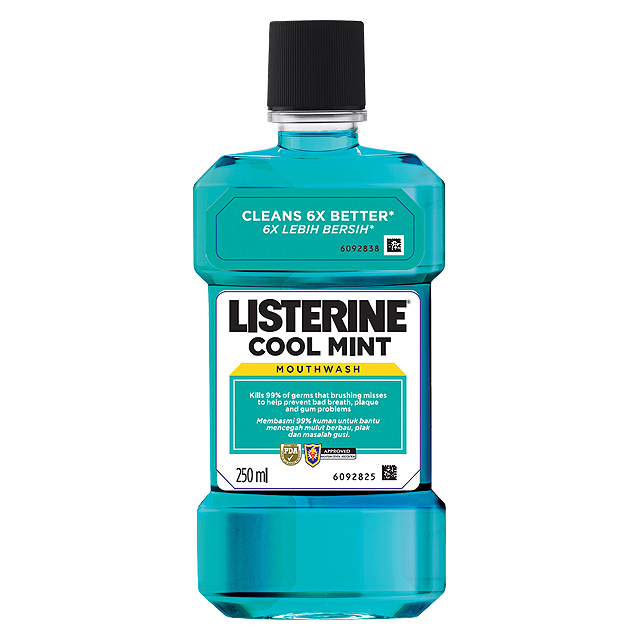 CLEANS 6X BETTER*
6X LEBIH BERSIH*
6092838
LISTERINE®
COOL MINT
MOUTHWASH
Kills 99% of germs that brushing misses
to help prevent bad breath, plaque
and gum problems
Membasmi 99% kuman untuk bantu
mencegah mulut berbau, plak
dan masalah gusi.
PDA
APPROVED
250 ml
6092825